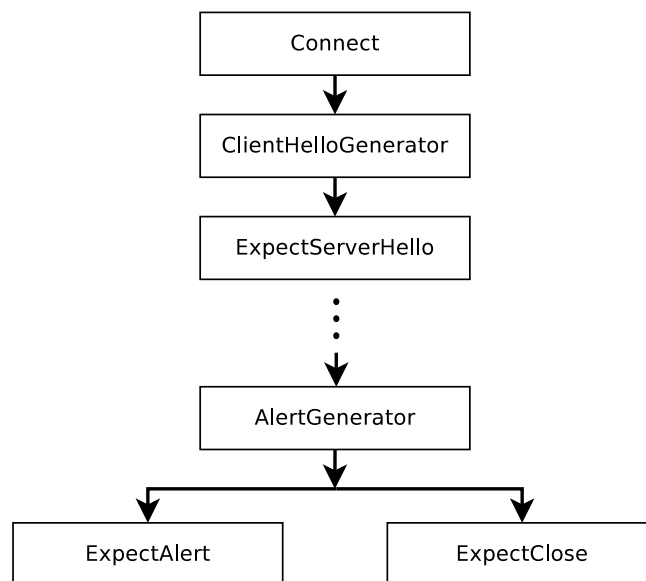 Connect
ClientHelloGenerator
ExpectServerHello
AlertGenerator
ExpectAlert
ExpectClose